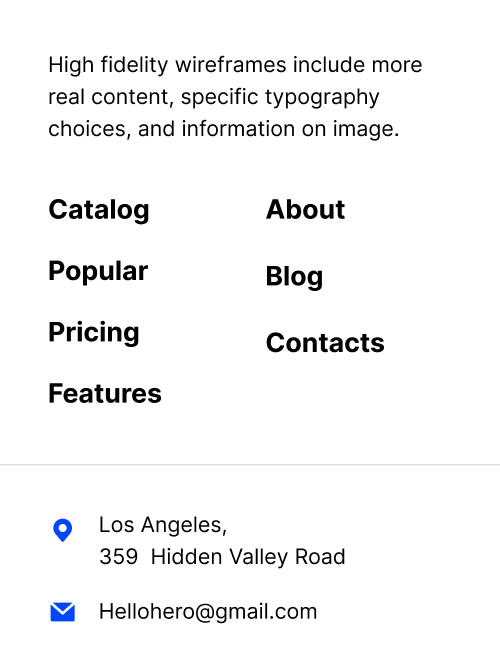 High fidelity wireframes include more
real content, specific typography
choices, and information on image.
Catalog
Popular
Pricing
Features
About
Blog
Contacts
Los Angeles,
359  Hidden Valley Road
Hellohero@gmail.com